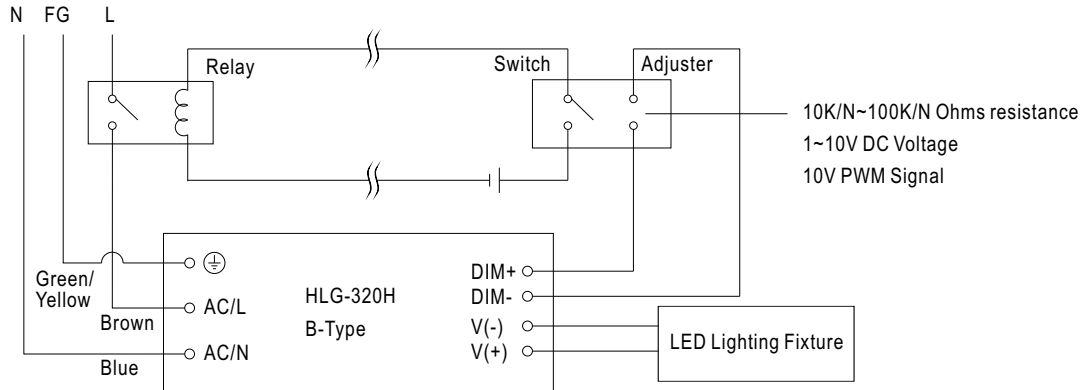 N FG L
Relay
Switch
Adjuster
10K/N~100K/N Ohms resistance
1~10V DC Voltage
10V PWM Signal
Green/
Yellow
Brown
Blue
AC/L
AC/N
HLG-320H
B-Type
DIM+
DIM-
V(-)
V(+)
LED Lighting Fixture